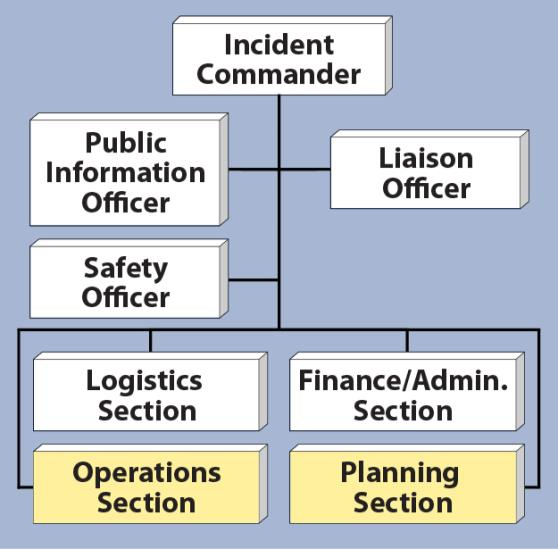 Incident
Commander
Public
Information
Officer
Liaison
Officer
Safety
Officer
Logistics
Section
Finance/Admin.
Section
Operations
Section
Planning
Section